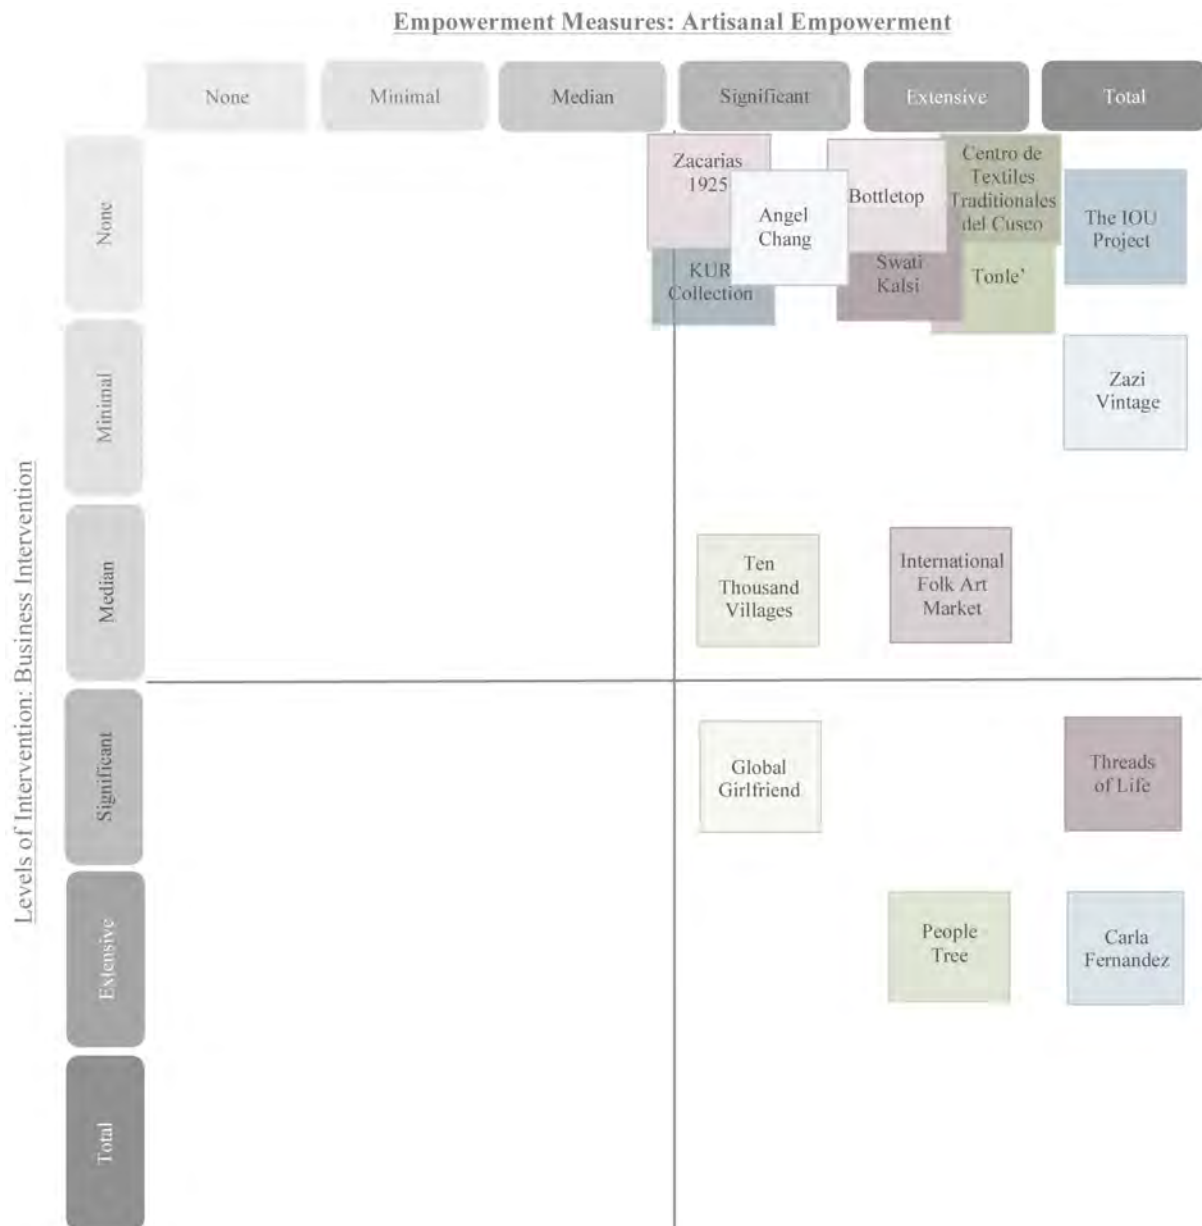 Empowerment Measures: Artisanal Empowerment
None
Minimal
Median
Significant
Extensive
Total
Levels of Intervention: Business Intervention
None
Minimal
Median
Significant
Extensive
Total
Zacarias
1925
Angel
Chang
KUR
Collection
Bottletop
Swati
Kalsi
Centro de
Textiles
Traditionales
del Cusco
Tonle’
The IOU
Project
Zazi
Vintage
Ten
Thousand
Villages
International
Folk Art
Market
Global
Girlfriend
Threads
of Life
People
Tree
Carla
Fernandez